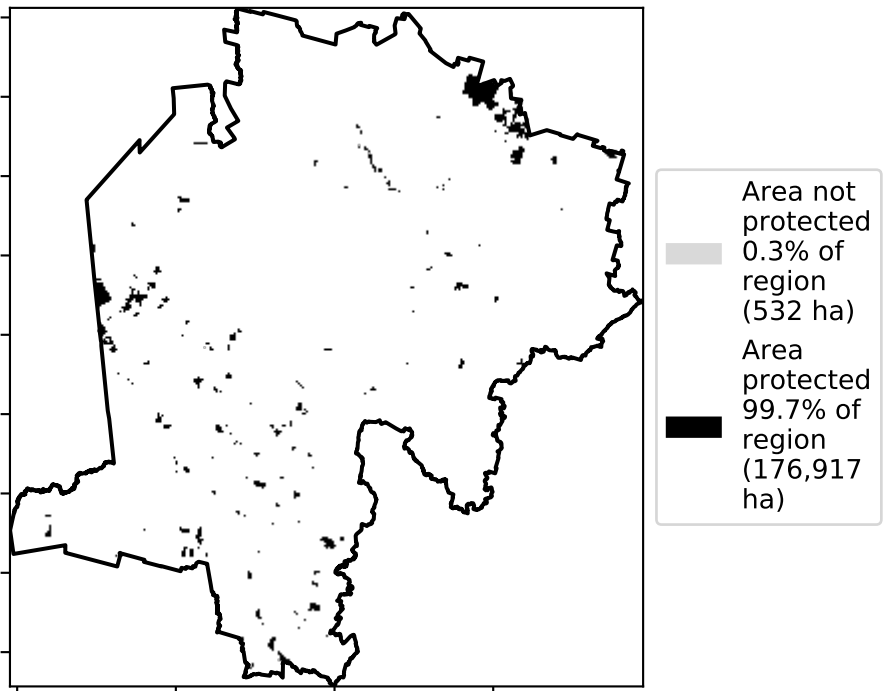 Area not
protected
0.3% of
region
(532 ha)
Area
protected
99.7% of
region
(176,917
ha)